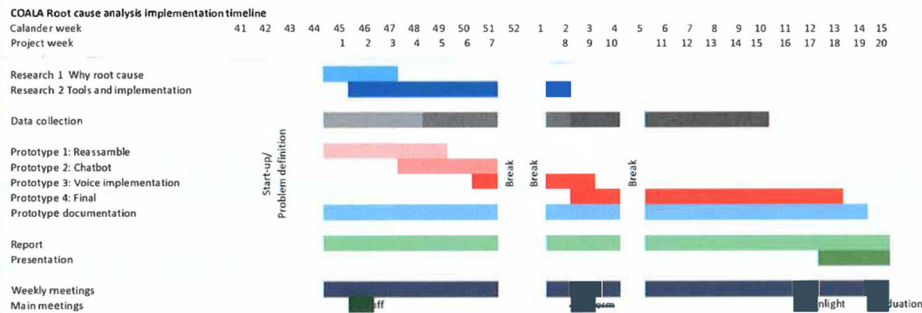 COALA Root cause analysis implementation timeline
Calander week 41 42 43 44 45 46 47 48 49 50 51 52 1 2 3 4 5 6 7 8 9 10 11 12 13 14 15
Project week 1 2 3 4 5 6 7 8 9 10 11 12 13 14 15 16 17 18 19 20
Research 1 Why root cause
Research 2 Tools and implementation
Data collection
Start-up/
Problem definition
Break
Break
Break
Prototype 1: Reassamble
Prototype 2: Chatbot
Prototype 3: Voice implementation
Prototype 4: Final
Prototype documentation
Report
Presentation
Weekly meetings
Main meetings